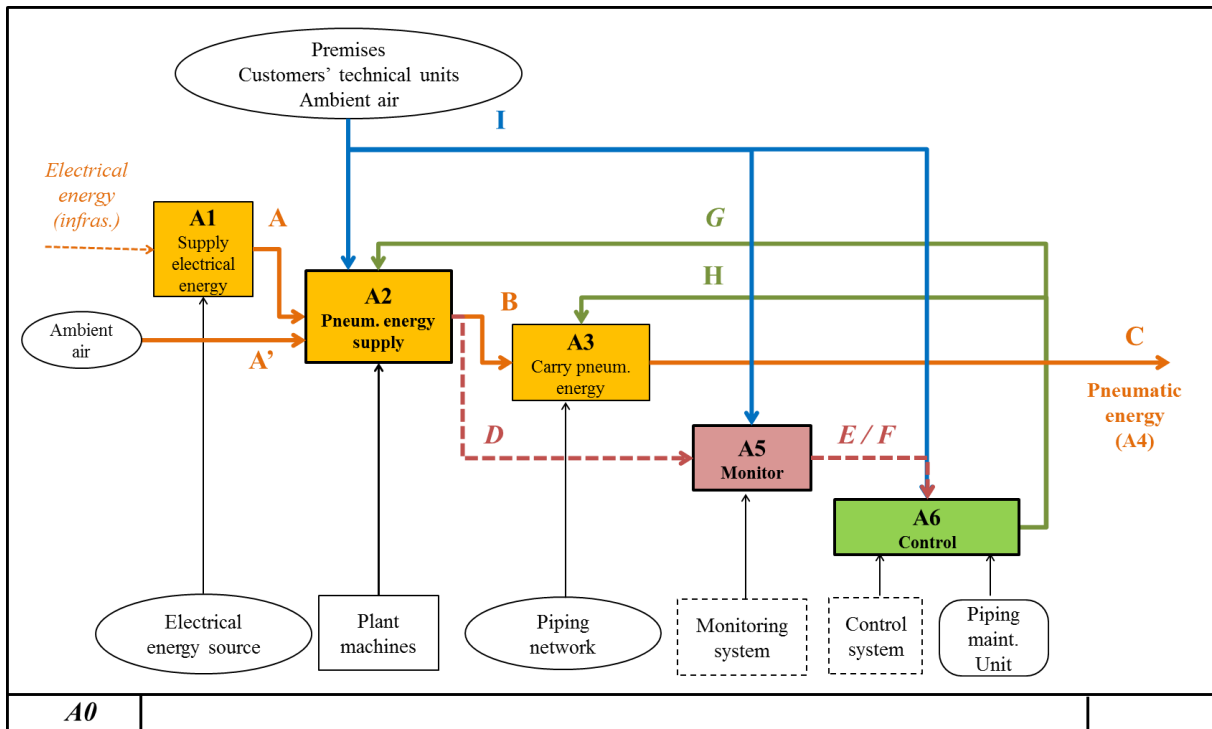 Premises
Customers’ technical units
Ambient air
I
Electrical
energy
(infras.)
A1
Supply
electrical
energy
A
G
H
A2
Pneum. energy
supply
B
A3
Carry pneum.
energy
Ambient
air
A’
C
Pneumatic
energy
(A4)
D
A5
Monitor
E / F
A6
Control
Electrical
energy source
Plant
machines
Piping
network
Monitoring
system
Control
system
Piping
maint.
Unit
A0